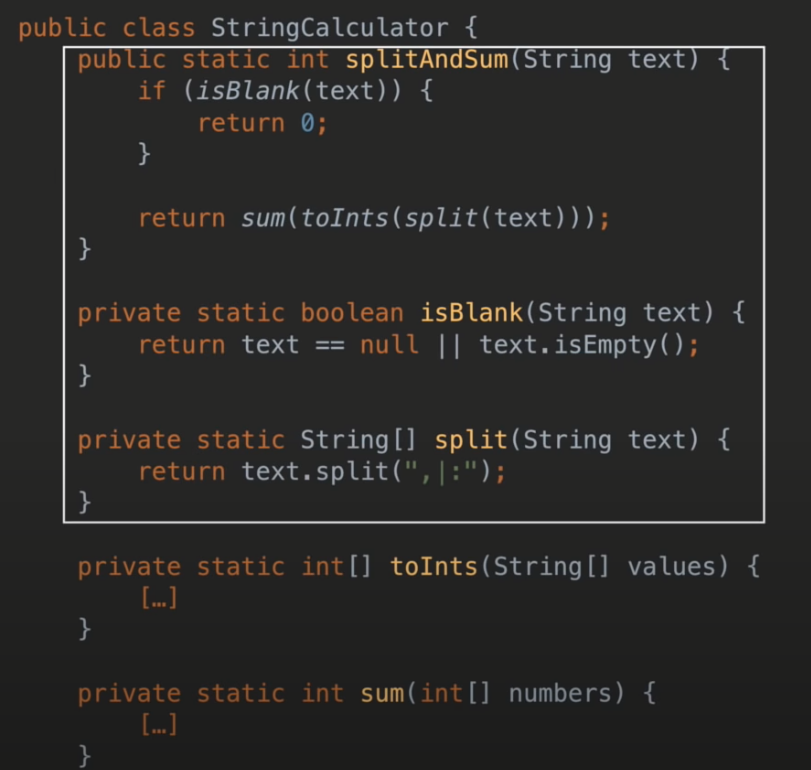 public class StringCalculator {
    public static int splitAndSum(String text) {
        if (isBlank(text)) {
            return 0;
        }

        return sum(toInts(split(text)));
    }

    private static boolean isBlank(String text) {
        return text == null || text.isEmpty();
    }

    private static String[] split(String text) {
        return text.split(",|:");
    }

    private static int[] toInts(String[] values) {
        […]
    }

    private static int sum(int[] numbers) {
        […]
    }